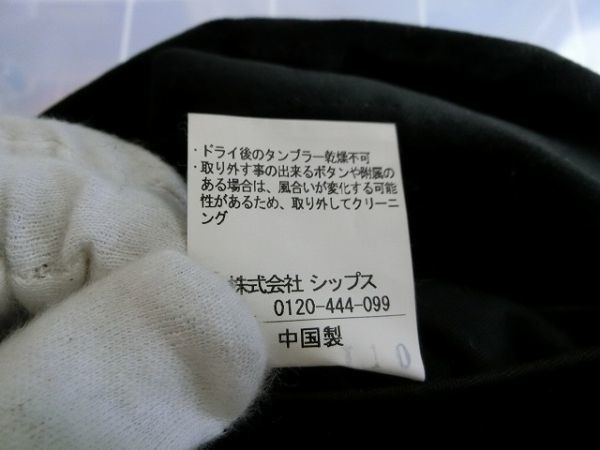 ・ドライ後のタンブラー乾燥不可
・取り外す事の出来るボタンや附属の
ある場合は、風合いが変化する可能
性があるため、取り外してクリーニ
ング
株式会社 シップス
0120-444-099
中国製
10